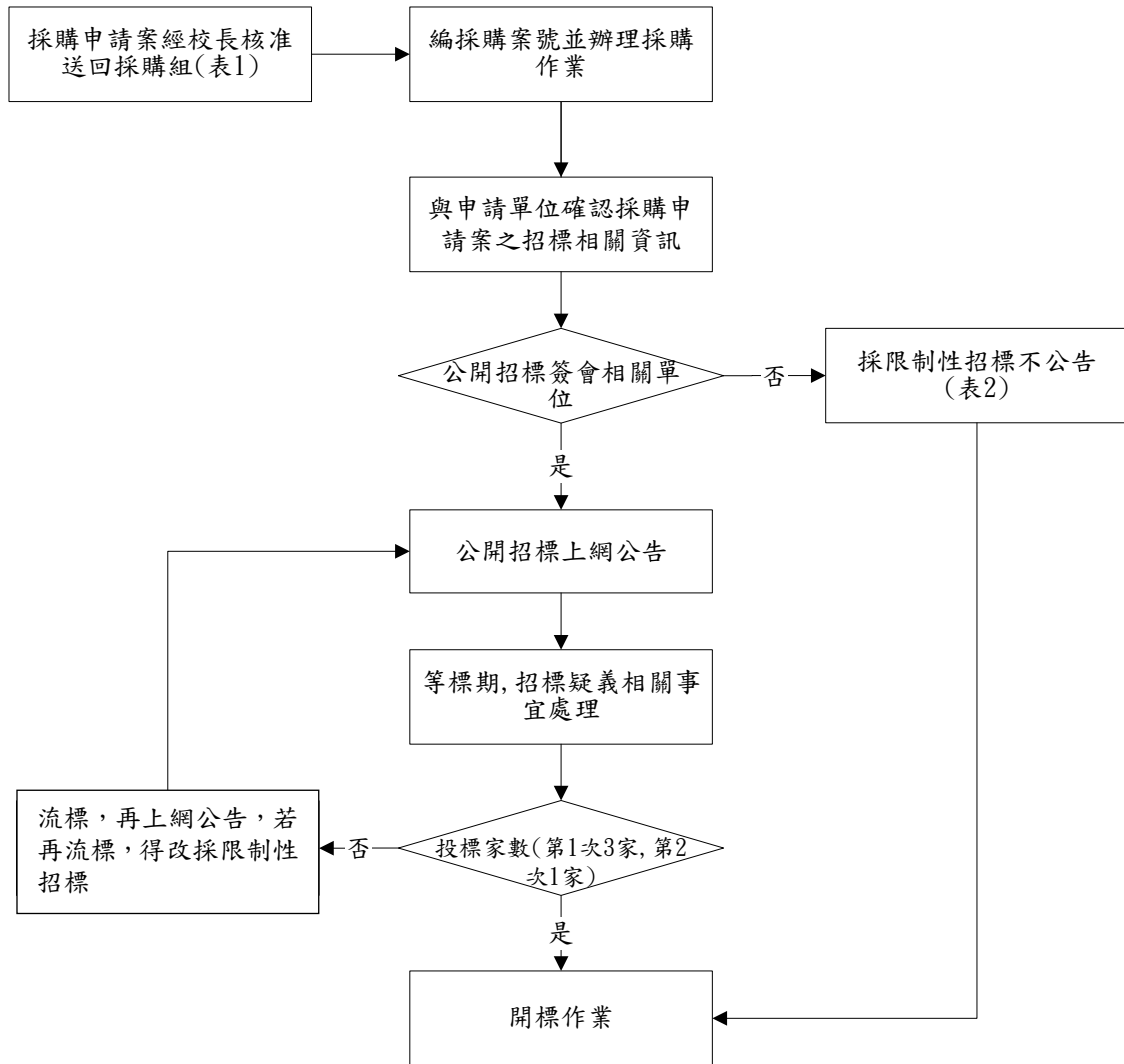 採購申請案經校長核准
送回採購組(表1)
編採購案號並辦理採購
作業
與申請單位確認採購申
請案之招標相關資訊
公開招標簽會相關單
位
否
採限制性招標不公告
(表2)
是
公開招標上網公告
等標期,招標疑義相關事
宜處理
投標家數(第1次3家,第2
次1家)
否
流標，再上網公告，若
再流標，得改採限制性
招標
是
開標作業